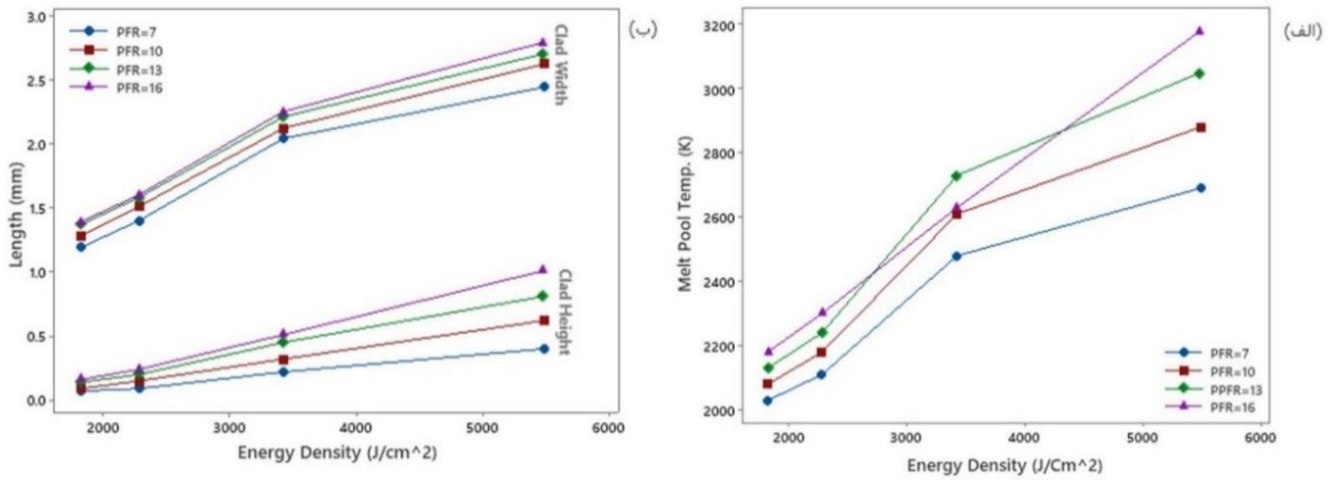 (ب)
PFR=7
PFR=10
PFR=13
PFR=16
Clad Width
Clad Height
Length (mm)
3.0
2.5
2.0
1.5
1.0
0.5
0.0
2000 3000 4000 5000 6000
Energy Density (J/cm^2)
(الف)
Melt Pool Temp. (K)
3200
3000
2800
2600
2400
2200
2000
PFR=7
PFR=10
PPFR=13
PFR=16
2000 3000 4000 5000 6000
Energy Density (J/Cm^2)